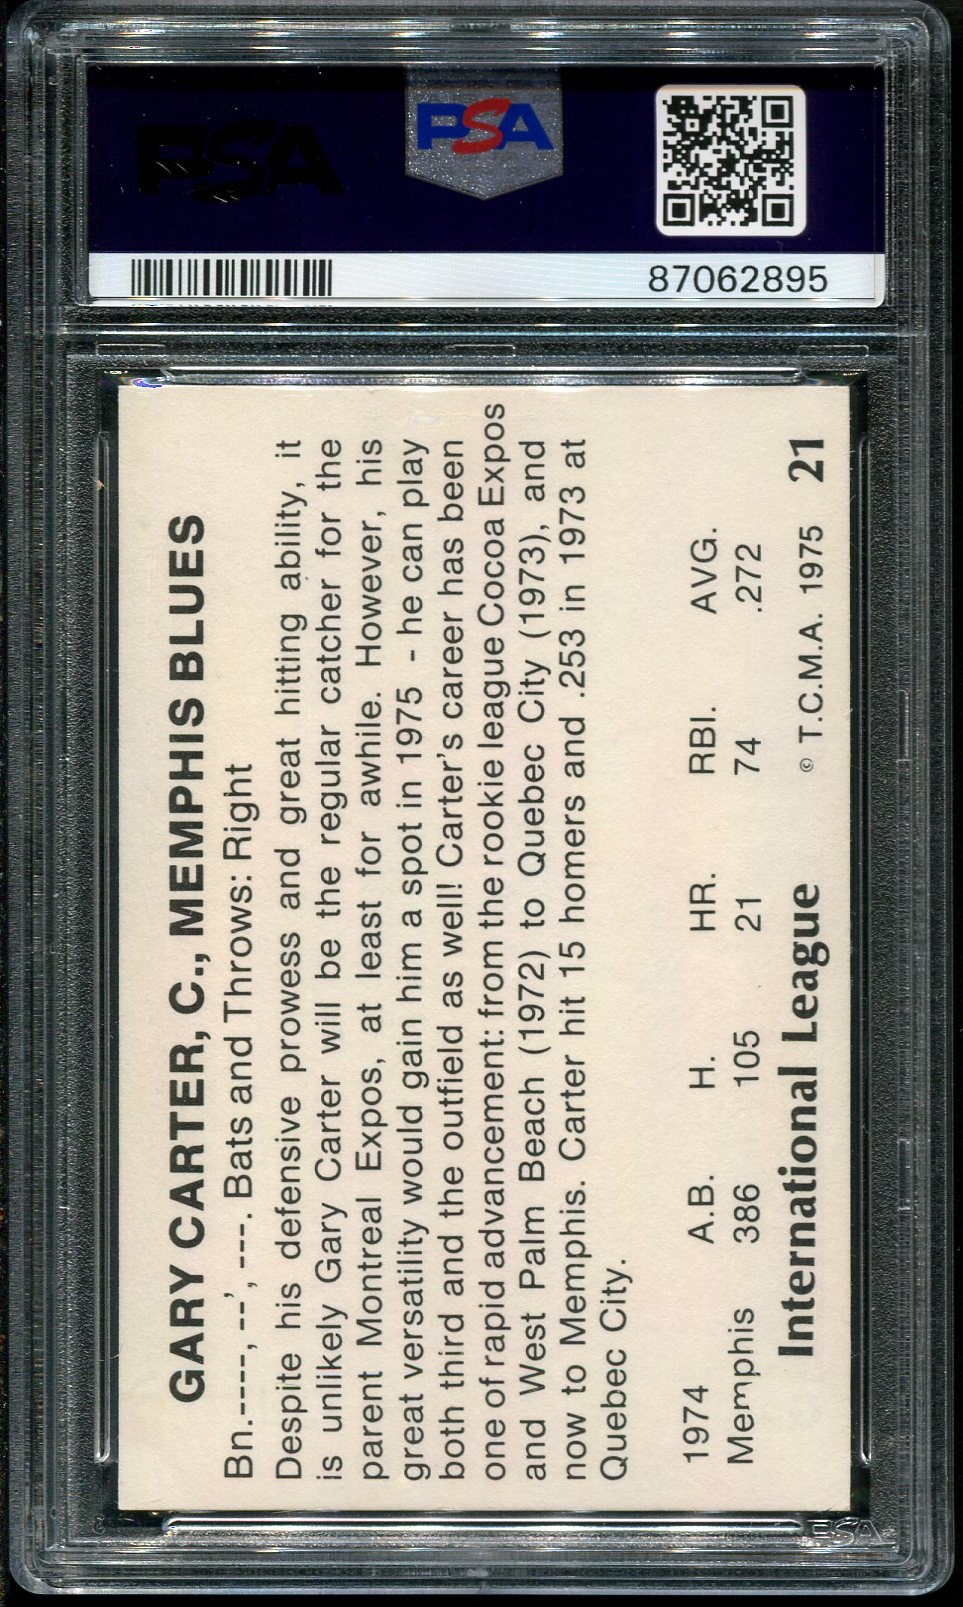 PSA
PSA
87062895
GARY CARTER, C., MEMPHIS BLUES
Bn.----, --', ---. Bats and Throws: Right
Despite his defensive prowess and great hitting ability, it
is unlikely Gary Carter will be the regular catcher for the
parent Montreal Expos, at least for awhile. However, his
great versatility would gain him a spot in 1975 - he can play
both third and the outfield as well! Carter's career has been
one of rapid advancement: from the rookie league Cocoa Expos
and West Palm Beach (1972) to Quebec City (1973), and
now to Memphis. Carter hit 15 homers and .253 in 1973 at
Quebec City.
1974 A.B. H. HR. RBI. AVG.
Memphis 386 105 21 74 .272
International League © T.C.M.A. 1975 21
PSA